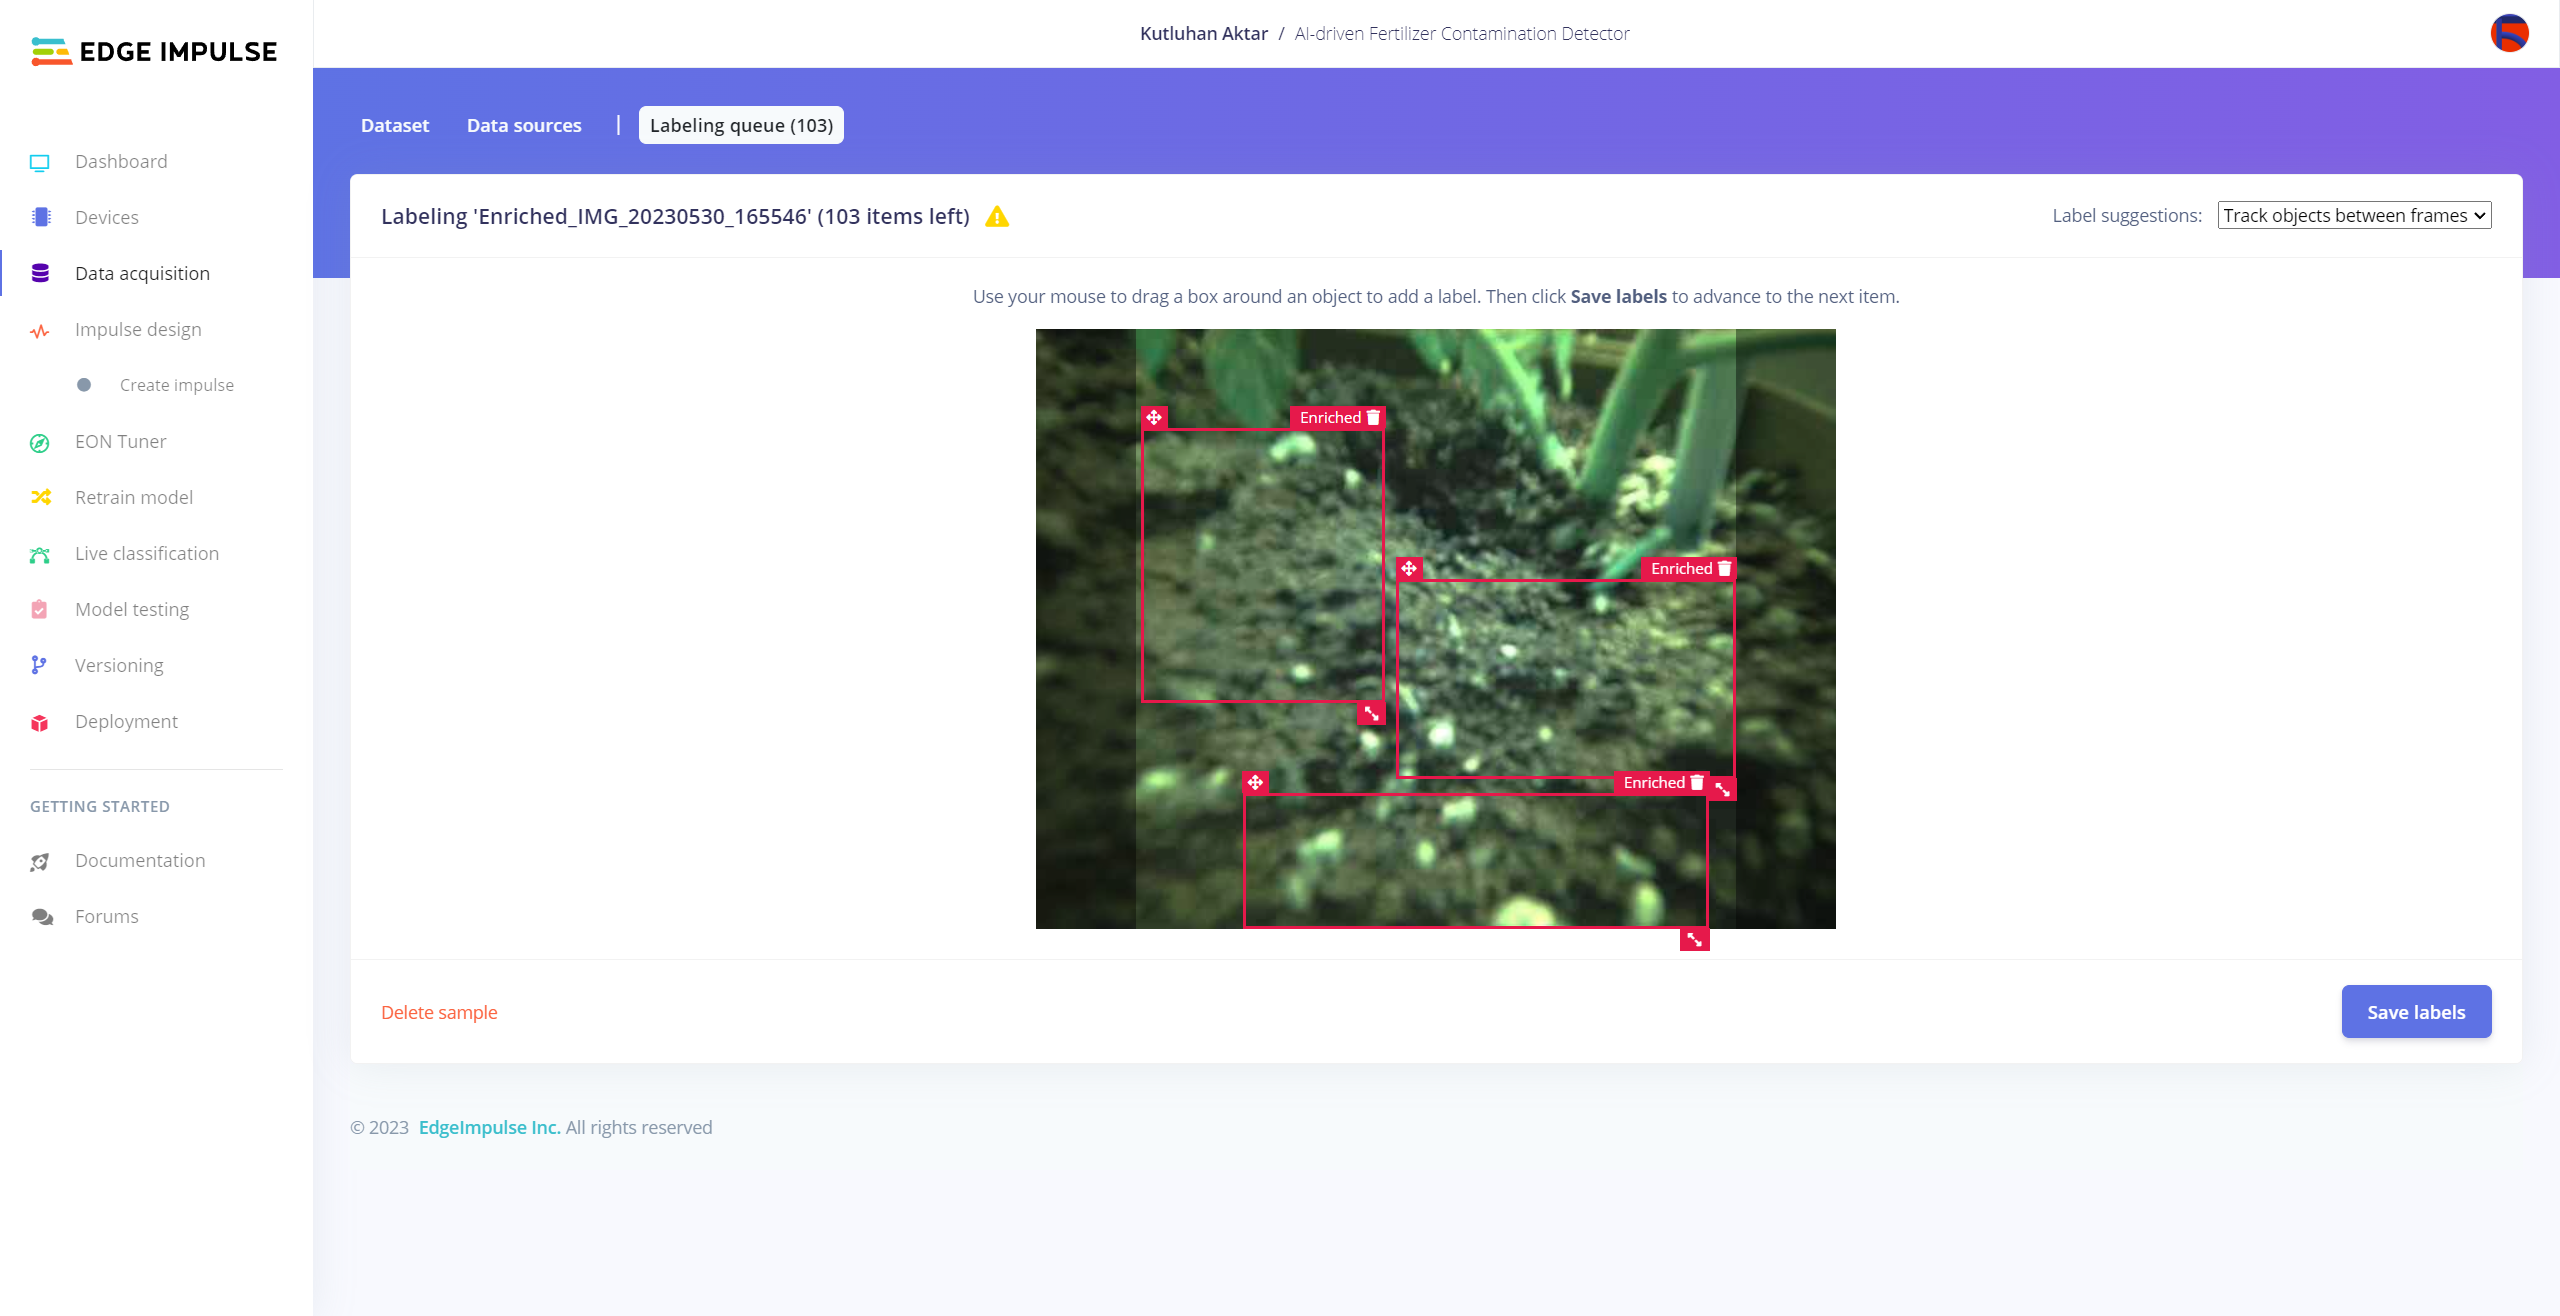 EDGE IMPULSE
Kutluhan Aktar / AI-driven Fertilizer Contamination Detector
Dataset Data sources | Labeling queue (103)
Dashboard
Devices
Data acquisition
Impulse design
Create impulse
EON Tuner
Retrain model
Live classification
Model testing
Versioning
Deployment
GETTING STARTED
Documentation
Forums
Labeling 'Enriched_IMG_20230530_165546' (103 items left)
Label suggestions: Track objects between frames
Use your mouse to drag a box around an object to add a label. Then click Save labels to advance to the next item.
Enriched
Enriched
Enriched
Delete sample
Save labels
© 2023 EdgeImpulse Inc. All rights reserved